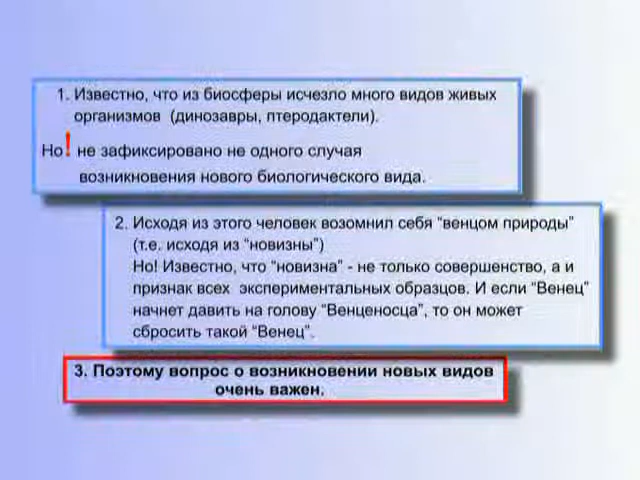 1. Известно, что из биосферы исчезло много видов живых
организмов (динозавры, птеродактели).
Но! не зафиксировано не одного случая
возникновения нового биологического вида.
2. Исходя из этого человек возомнил себя “венцом природы”
(т.е. исходя из “новизны”)
Но! Известно, что “новизна” - не только совершенство, а и
признак всех экспериментальных образцов. И если “Венец”
начнет давить на голову “Венценосца”, то он может
сбросить такой “Венец”.
3. Поэтому вопрос о возникновении новых видов
очень важен.